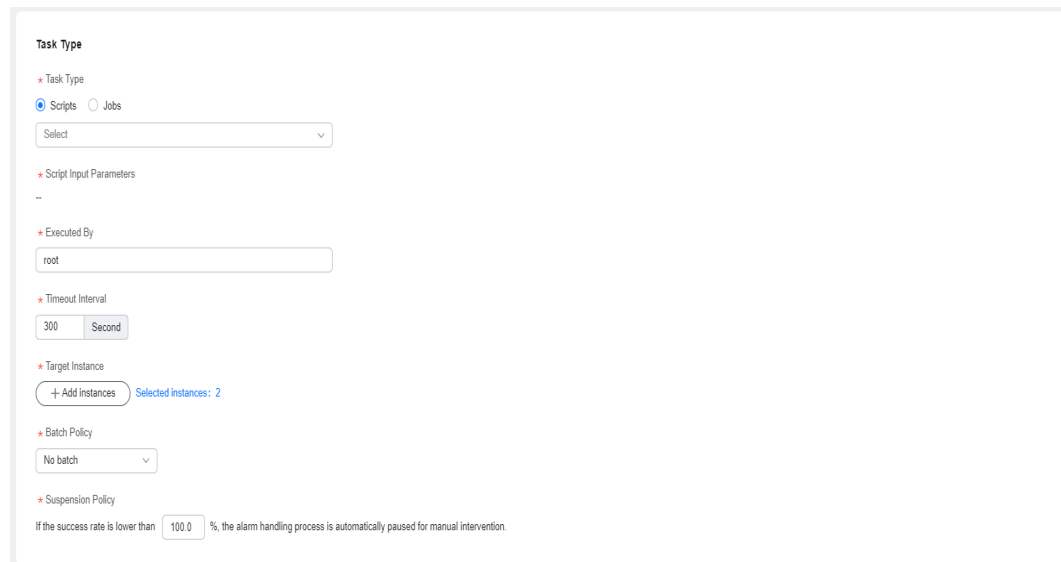 Task Type
* Task Type
Scripts Jobs
Select
* Script Input Parameters
--
* Executed By
root
* Timeout Interval
300 Second
* Target Instance
+ Add instances Selected instances: 2
* Batch Policy
No batch
* Suspension Policy
If the success rate is lower than 100.0 %, the alarm handling process is automatically paused for manual intervention.